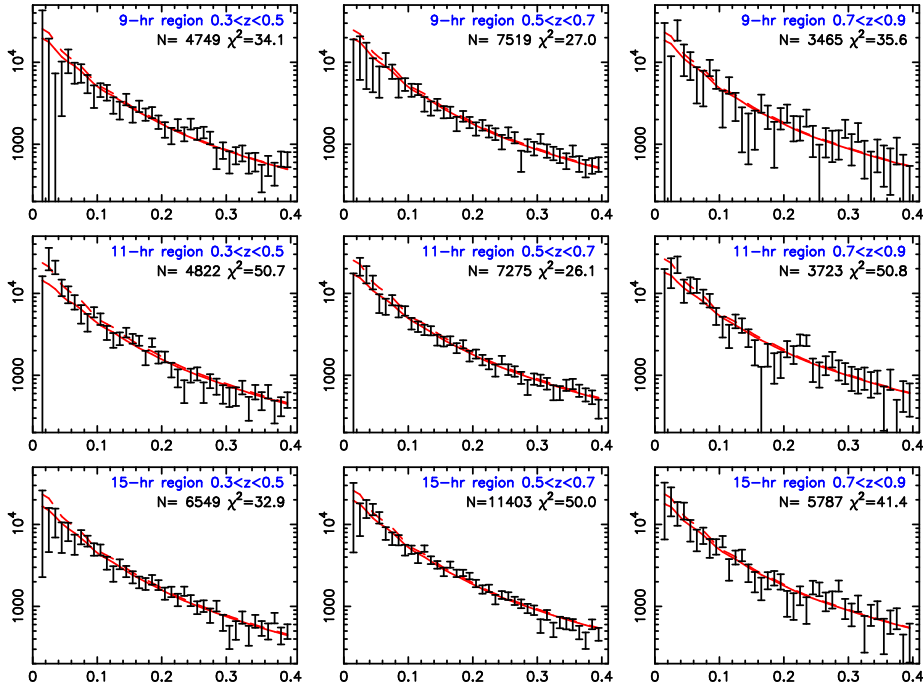 9-hr region 0.3<z<0.5
N= 4749 χ²=34.1
10⁴
1000
0 0.1 0.2 0.3 0.4
9-hr region 0.5<z<0.7
N= 7519 χ²=27.0
10⁴
1000
0 0.1 0.2 0.3 0.4
9-hr region 0.7<z<0.9
N= 3465 χ²=35.6
10⁴
1000
0 0.1 0.2 0.3 0.4
11-hr region 0.3<z<0.5
N= 4822 χ²=50.7
10⁴
1000
0 0.1 0.2 0.3 0.4
11-hr region 0.5<z<0.7
N= 7275 χ²=26.1
10⁴
1000
0 0.1 0.2 0.3 0.4
11-hr region 0.7<z<0.9
N= 3723 χ²=50.8
10⁴
1000
0 0.1 0.2 0.3 0.4
15-hr region 0.3<z<0.5
N= 6549 χ²=32.9
10⁴
1000
0 0.1 0.2 0.3 0.4
15-hr region 0.5<z<0.7
N=11403 χ²=50.0
10⁴
1000
0 0.1 0.2 0.3 0.4
15-hr region 0.7<z<0.9
N= 5787 χ²=41.4
10⁴
1000
0 0.1 0.2 0.3 0.4